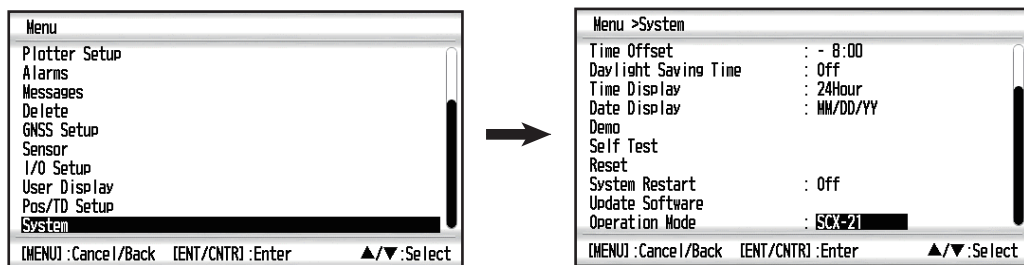 Menu
Plotter Setup
Alarms
Messages
Delete
GNSS Setup
Sensor
I/O Setup
User Display
Pos/TD Setup
System
[MENU] :Cancel/Back [ENT/CNTR] :Enter ▲/▼:Select
Menu >System
Time Offset : - 8:00
Daylight Saving Time : Off
Time Display : 24Hour
Date Display : MM/DD/YY
Demo
Self Test
Reset
System Restart : Off
Update Software
Operation Mode : SCX-21
[MENU] :Cancel/Back [ENT/CNTR] :Enter ▲/▼:Select